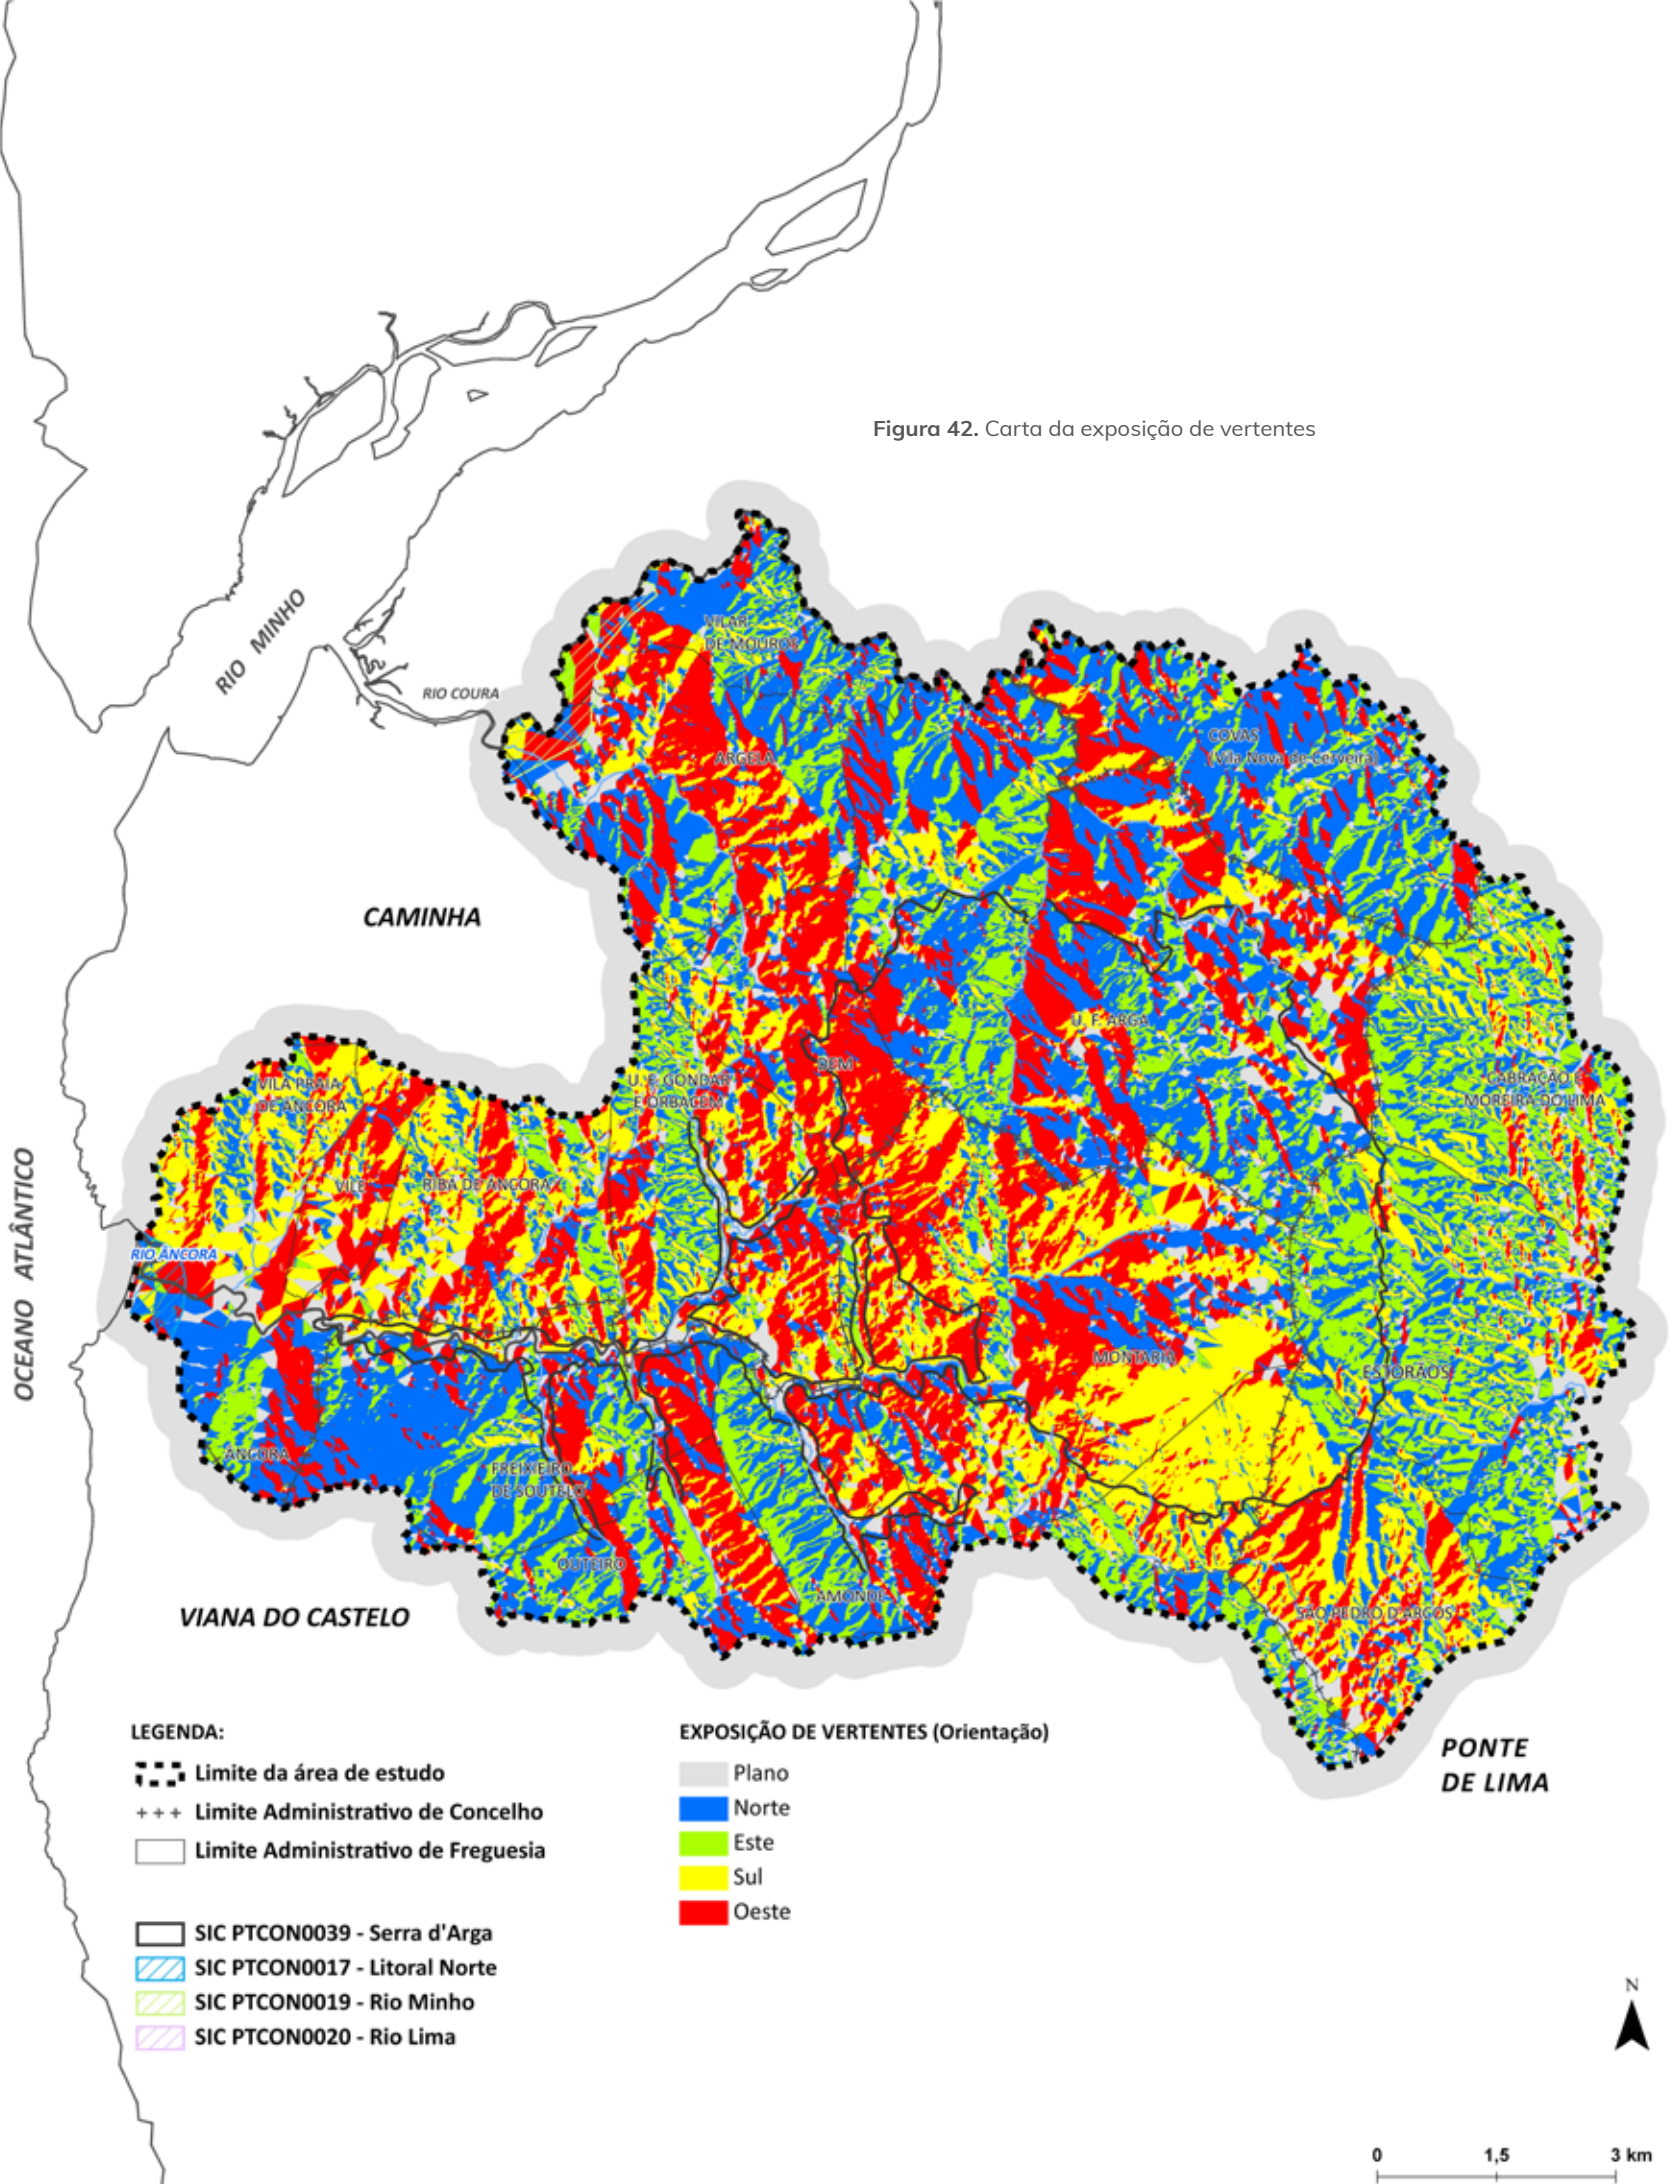 Figura 42. Carta da exposição de vertentes
RIO MINHO
RIO COURA
VILAR
DE MOUROS
ARGELA
COVAS
(Vila Nova de Cerveira)
CAMINHA
U. F. ARGA
DEM
VILA PRAIA
DE ÂNCORA
U. F. GONDAR
E ORBACÉM
CABRAÇÃO E
MOREIRA DO LIMA
VILE
RIBA DE ÂNCORA
OCEANO ATLÂNTICO
RIO ÂNCORA
MONTARIA
ESTORÃOS
ÂNCORA
FREIXIEIRO
DE SOUTELO
OUTEIRO
AMONDE
SÃO PEDRO D'ARCOS
VIANA DO CASTELO
PONTE
DE LIMA
LEGENDA:
Limite da área de estudo
Limite Administrativo de Concelho
Limite Administrativo de Freguesia
SIC PTCON0039 - Serra d'Arga
SIC PTCON0017 - Litoral Norte
SIC PTCON0019 - Rio Minho
SIC PTCON0020 - Rio Lima
EXPOSIÇÃO DE VERTENTES (Orientação)
Plano
Norte
Este
Sul
Oeste
N
0 1,5 3 km